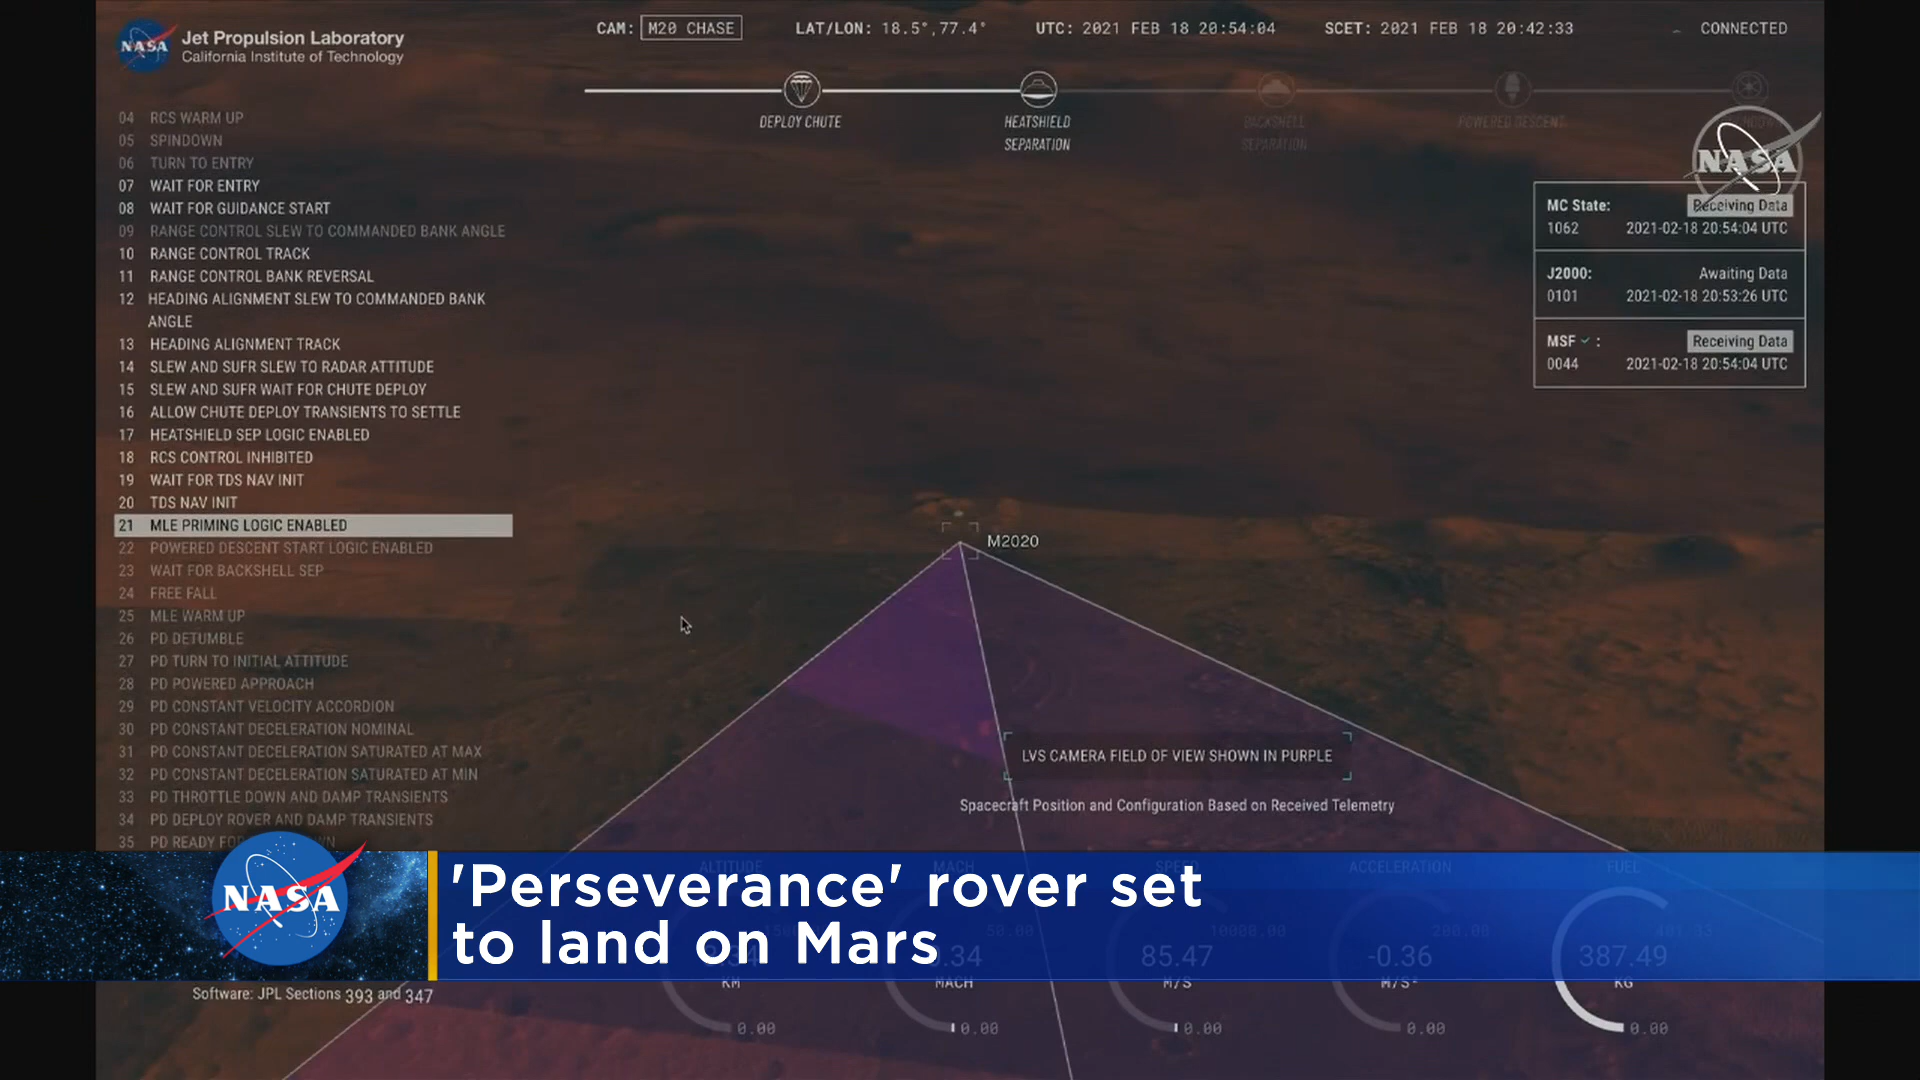 NASA
Jet Propulsion Laboratory
California Institute of Technology
CAM: M20 CHASE LAT/LON: 18.5°,77.4° UTC: 2021 FEB 18 20:54:04 SCET: 2021 FEB 18 20:42:33 CONNECTED
DEPLOY CHUTE
HEATSHIELD
SEPARATION
BACKSHELL
SEPARATION
POWERED DESCENT
NASA
MC State: Receiving Data
1062 2021-02-18 20:54:04 UTC
J2000: Awaiting Data
0101 2021-02-18 20:53:26 UTC
MSF ✓ : Receiving Data
0044 2021-02-18 20:54:04 UTC
04 RCS WARM UP
05 SPINDOWN
06 TURN TO ENTRY
07 WAIT FOR ENTRY
08 WAIT FOR GUIDANCE START
09 RANGE CONTROL SLEW TO COMMANDED BANK ANGLE
10 RANGE CONTROL TRACK
11 RANGE CONTROL BANK REVERSAL
12 HEADING ALIGNMENT SLEW TO COMMANDED BANK
ANGLE
13 HEADING ALIGNMENT TRACK
14 SLEW AND SUFR SLEW TO RADAR ATTITUDE
15 SLEW AND SUFR WAIT FOR CHUTE DEPLOY
16 ALLOW CHUTE DEPLOY TRANSIENTS TO SETTLE
17 HEATSHIELD SEP LOGIC ENABLED
18 RCS CONTROL INHIBITED
19 WAIT FOR TDS NAV INIT
20 TDS NAV INIT
21 MLE PRIMING LOGIC ENABLED
22 POWERED DESCENT START LOGIC ENABLED
23 WAIT FOR BACKSHELL SEP
24 FREE FALL
25 MLE WARM UP
26 PD DETUMBLE
27 PD TURN TO INITIAL ATTITUDE
28 PD POWERED APPROACH
29 PD CONSTANT VELOCITY ACCORDION
30 PD CONSTANT DECELERATION NOMINAL
31 PD CONSTANT DECELERATION SATURATED AT MAX
32 PD CONSTANT DECELERATION SATURATED AT MIN
33 PD THROTTLE DOWN AND DAMP TRANSIENTS
34 PD DEPLOY ROVER AND DAMP TRANSIENTS
35 PD READY
M2020
LVS CAMERA FIELD OF VIEW SHOWN IN PURPLE
Spacecraft Position and Configuration Based on Received Telemetry
ALTITUDE MACH SPEED ACCELERATION FUEL
NASA
'Perseverance' rover set
to land on Mars
50.00 10000.00 200.00
85.47 -0.36 387.49
KM MACH M/S M/S² KG
0.00 0.00 0.00 0.00 0.00
Software: JPL Sections 393 and 347